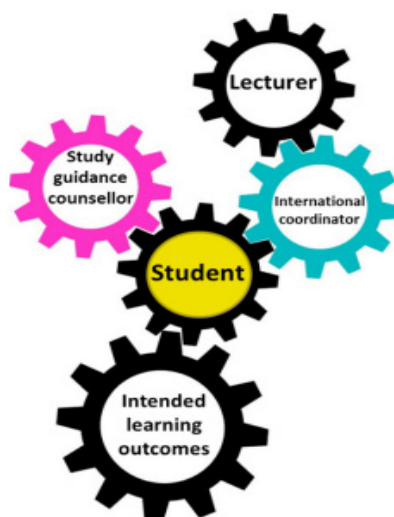 Lecturer
Study
guidance
counsellor
International
coordinator
Student
Intended
learning
outcomes